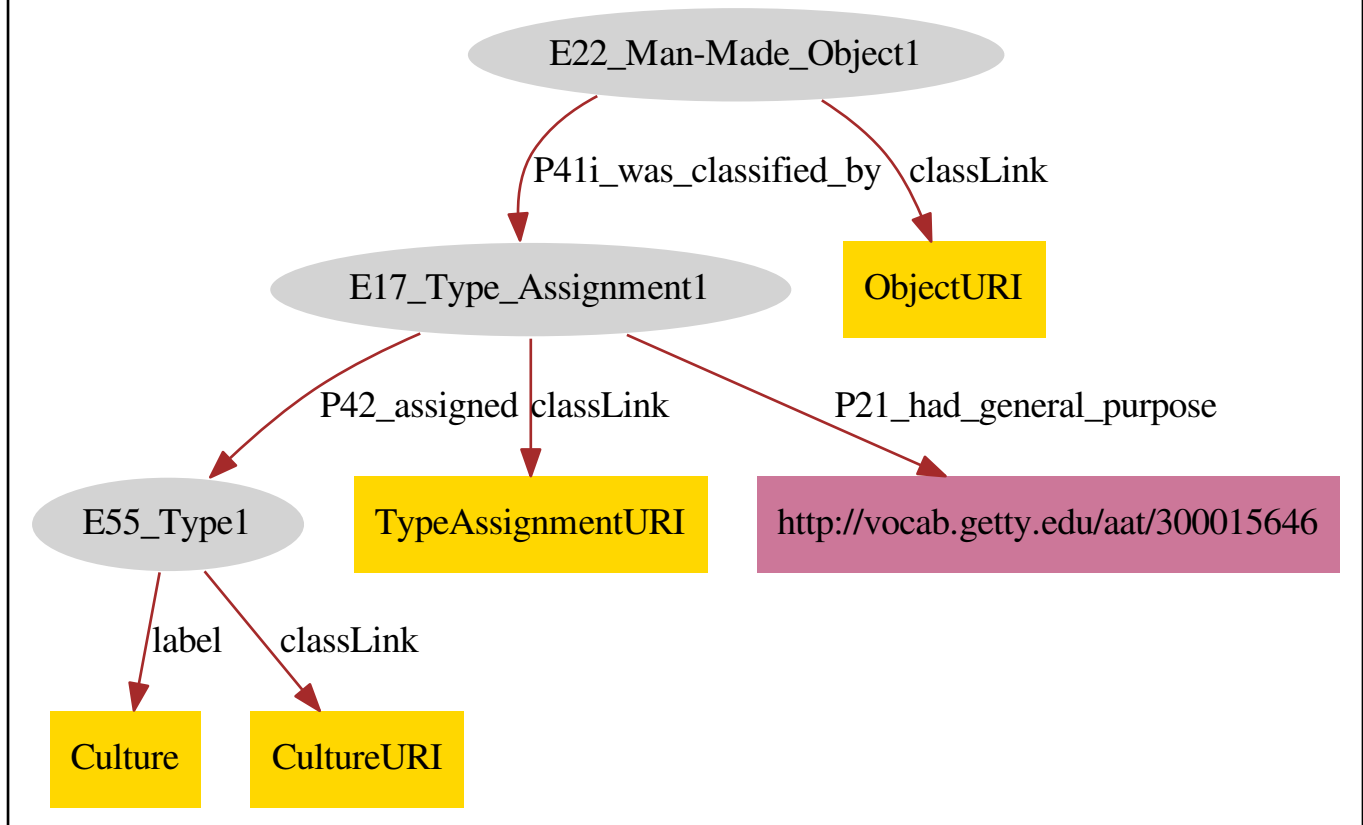 E22_Man-Made_Object1
P41i_was_classified_by
classLink
E17_Type_Assignment1
ObjectURI
P42_assigned
classLink
P21_had_general_purpose
E55_Type1
TypeAssignmentURI
http://vocab.getty.edu/aat/300015646
label
classLink
Culture
CultureURI